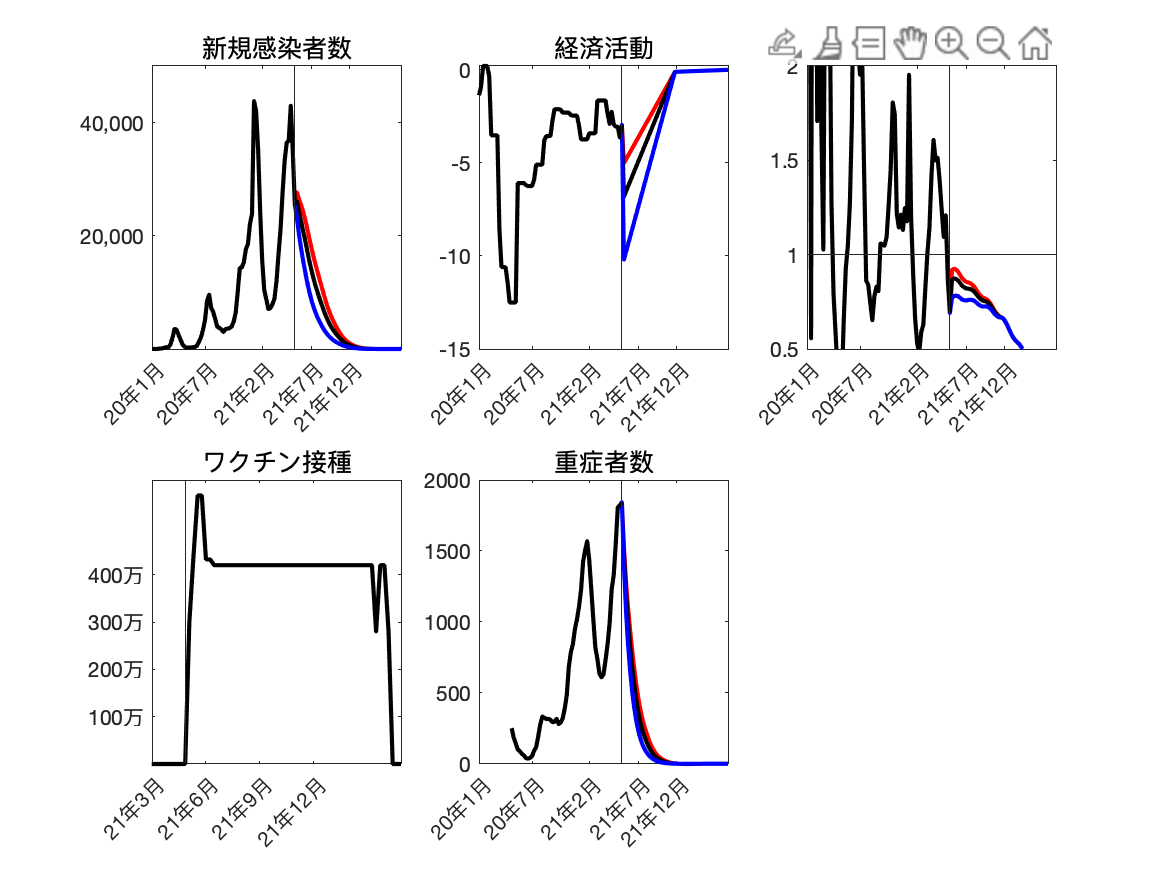 新規感染者数
40,000
20,000
20年1月
20年7月
21年2月
21年7月
21年12月
経済活動
0
-5
-10
-15
20年1月
20年7月
21年2月
21年7月
21年12月
2
1.5
1
0.5
20年1月
20年7月
21年2月
21年7月
21年12月
ワクチン接種
400万
300万
200万
100万
21年3月
21年6月
21年9月
21年12月
重症者数
2000
1500
1000
500
0
20年1月
20年7月
21年2月
21年7月
21年12月